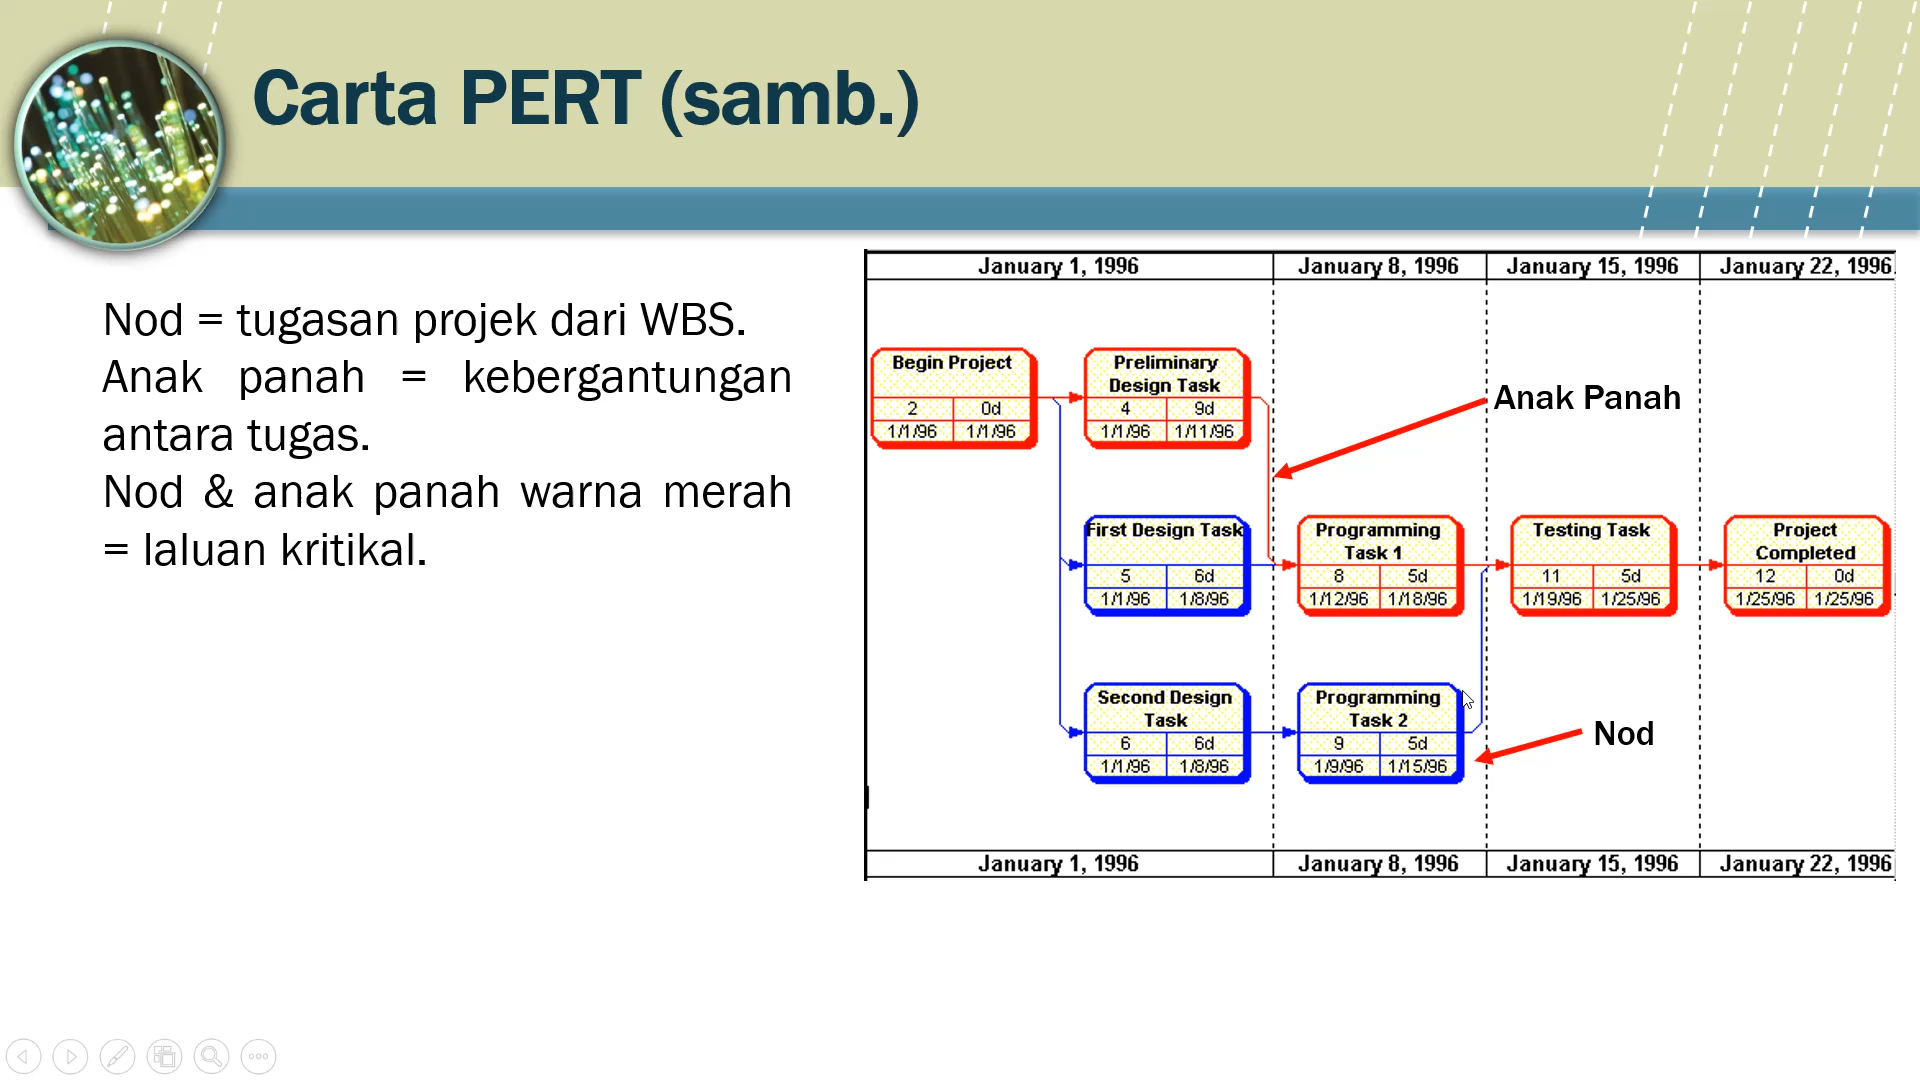 Carta PERT (samb.)
Nod = tugasan projek dari WBS.
Anak panah = kebergantungan
antara tugas.
Nod & anak panah warna merah
= laluan kritikal.
January 1, 1996 January 8, 1996 January 15, 1996 January 22, 1996
Begin Project
2 0d
1/1/96 1/1/96
Preliminary
Design Task
4 9d
1/1/96 1/11/96
Anak Panah
First Design Task
5 6d
1/1/96 1/8/96
Programming
Task 1
8 5d
1/12/96 1/18/96
Testing Task
11 5d
1/19/96 1/25/96
Project
Completed
12 0d
1/25/96 1/25/96
Second Design
Task
6 6d
1/1/96 1/8/96
Programming
Task 2
9 5d
1/9/96 1/15/96
Nod
January 1, 1996 January 8, 1996 January 15, 1996 January 22, 1996